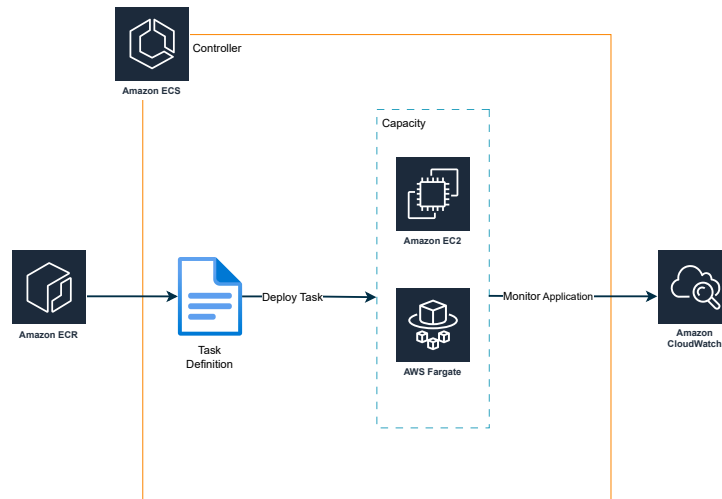 Controller
Amazon ECS
Capacity
Amazon EC2
Amazon ECR
Task
Definition
Deploy Task
AWS Fargate
Monitor Application
Amazon
CloudWatch